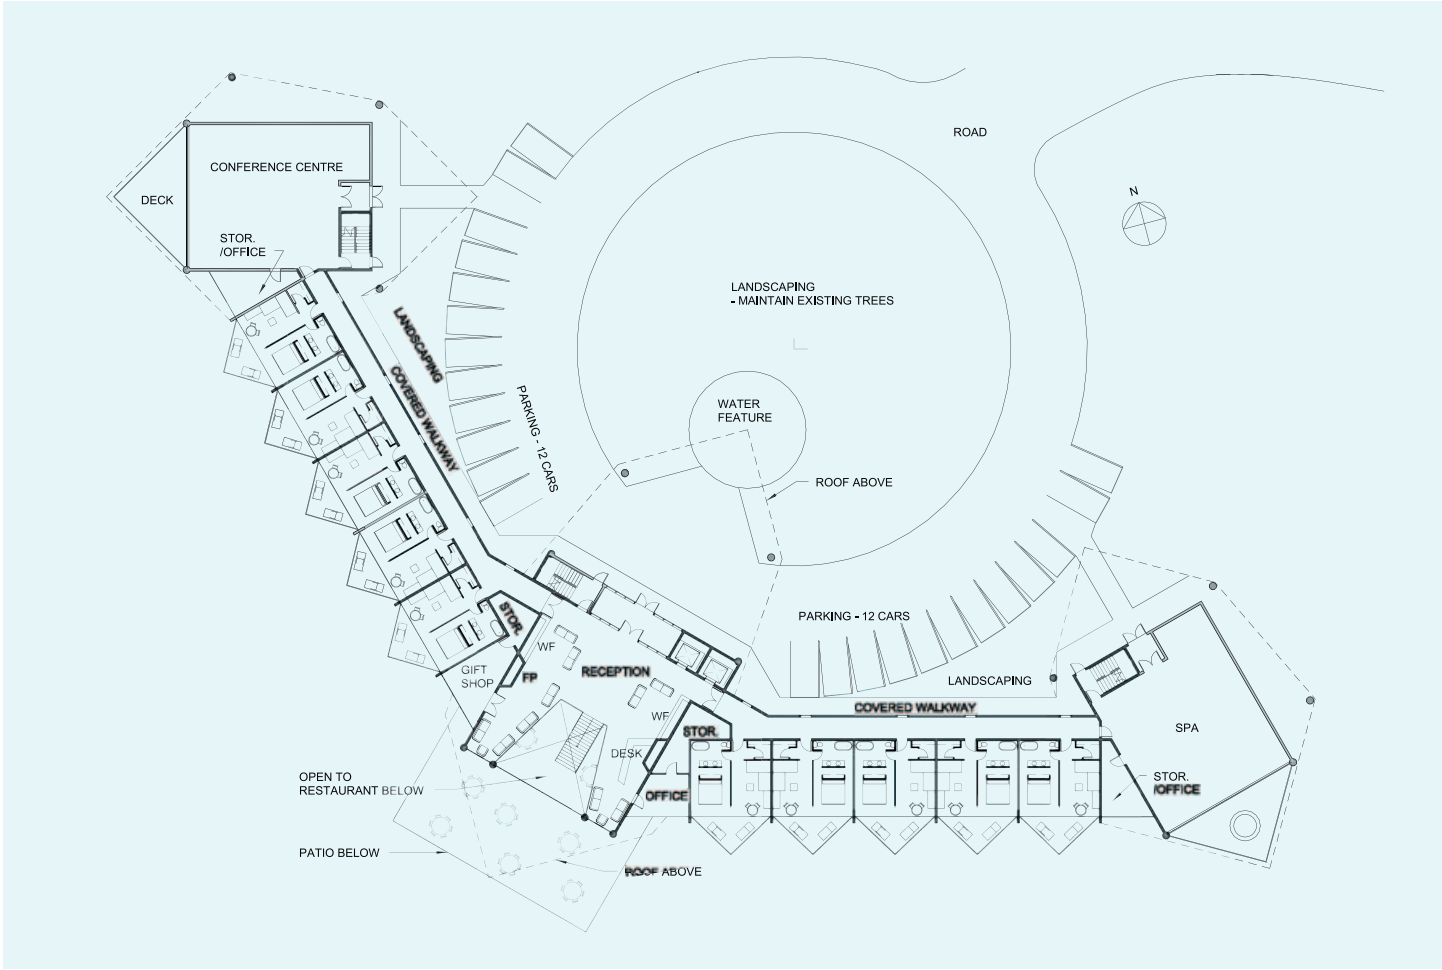 ROAD
CONFERENCE CENTRE
DECK
N
STOR.
/OFFICE
LANDSCAPING
- MAINTAIN EXISTING TREES
LANDSCAPING
COVERED WALKWAY
PARKING - 12 CARS
WATER
FEATURE
ROOF ABOVE
STOR.
PARKING - 12 CARS
WF
GIFT
SHOP
FP
RECEPTION
LANDSCAPING
COVERED WALKWAY
WF
STOR.
SPA
DESK
OPEN TO
RESTAURANT BELOW
OFFICE
STOR.
/OFFICE
PATIO BELOW
ROOF ABOVE